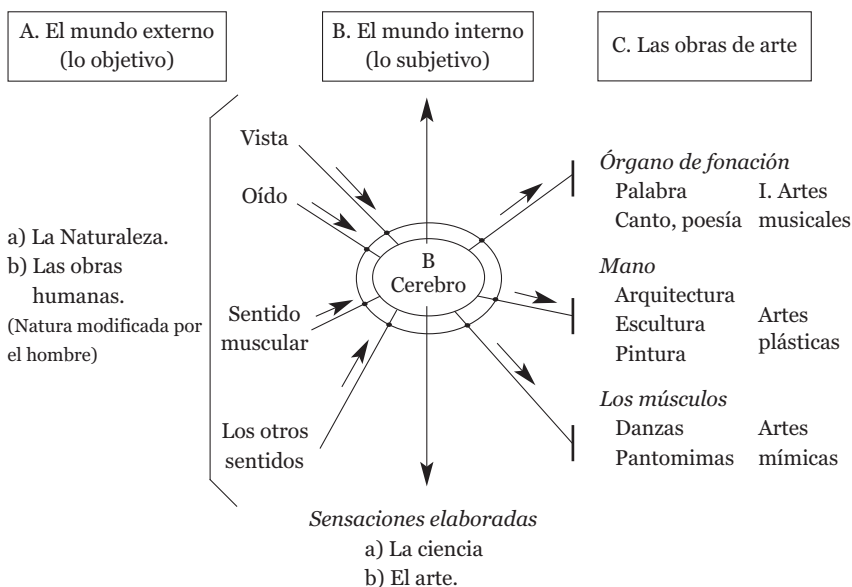 A. El mundo externo
(lo objetivo)
B. El mundo interno
(lo subjetivo)
C. Las obras de arte
a) La Naturaleza.
b) Las obras
humanas.
(Natura modificada por
el hombre)
Vista
Oído
Sentido
muscular
Los otros
sentidos
B
Cerebro
Sensaciones elaboradas
a) La ciencia
b) El arte.
Órgano de fonación
Palabra I. Artes
Canto, poesía musicales
Mano
Arquitectura
Escultura Artes
Pintura plásticas
Los músculos
Danzas Artes
Pantomimas mímicas